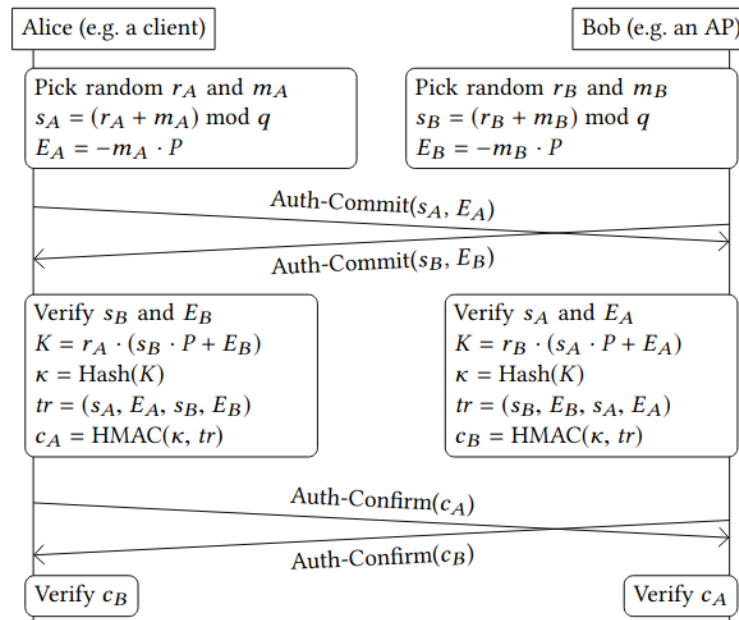 Alice (e.g. a client)
Bob (e.g. an AP)
Pick random r_A and m_A
s_A = (r_A + m_A) mod q
E_A = −m_A · P
Pick random r_B and m_B
s_B = (r_B + m_B) mod q
E_B = −m_B · P
Auth-Commit(s_A, E_A)
Auth-Commit(s_B, E_B)
Verify s_B and E_B
K = r_A · (s_B · P + E_B)
κ = Hash(K)
tr = (s_A, E_A, s_B, E_B)
c_A = HMAC(κ, tr)
Verify s_A and E_A
K = r_B · (s_A · P + E_A)
κ = Hash(K)
tr = (s_B, E_B, s_A, E_A)
c_B = HMAC(κ, tr)
Auth-Confirm(c_A)
Auth-Confirm(c_B)
Verify c_B
Verify c_A